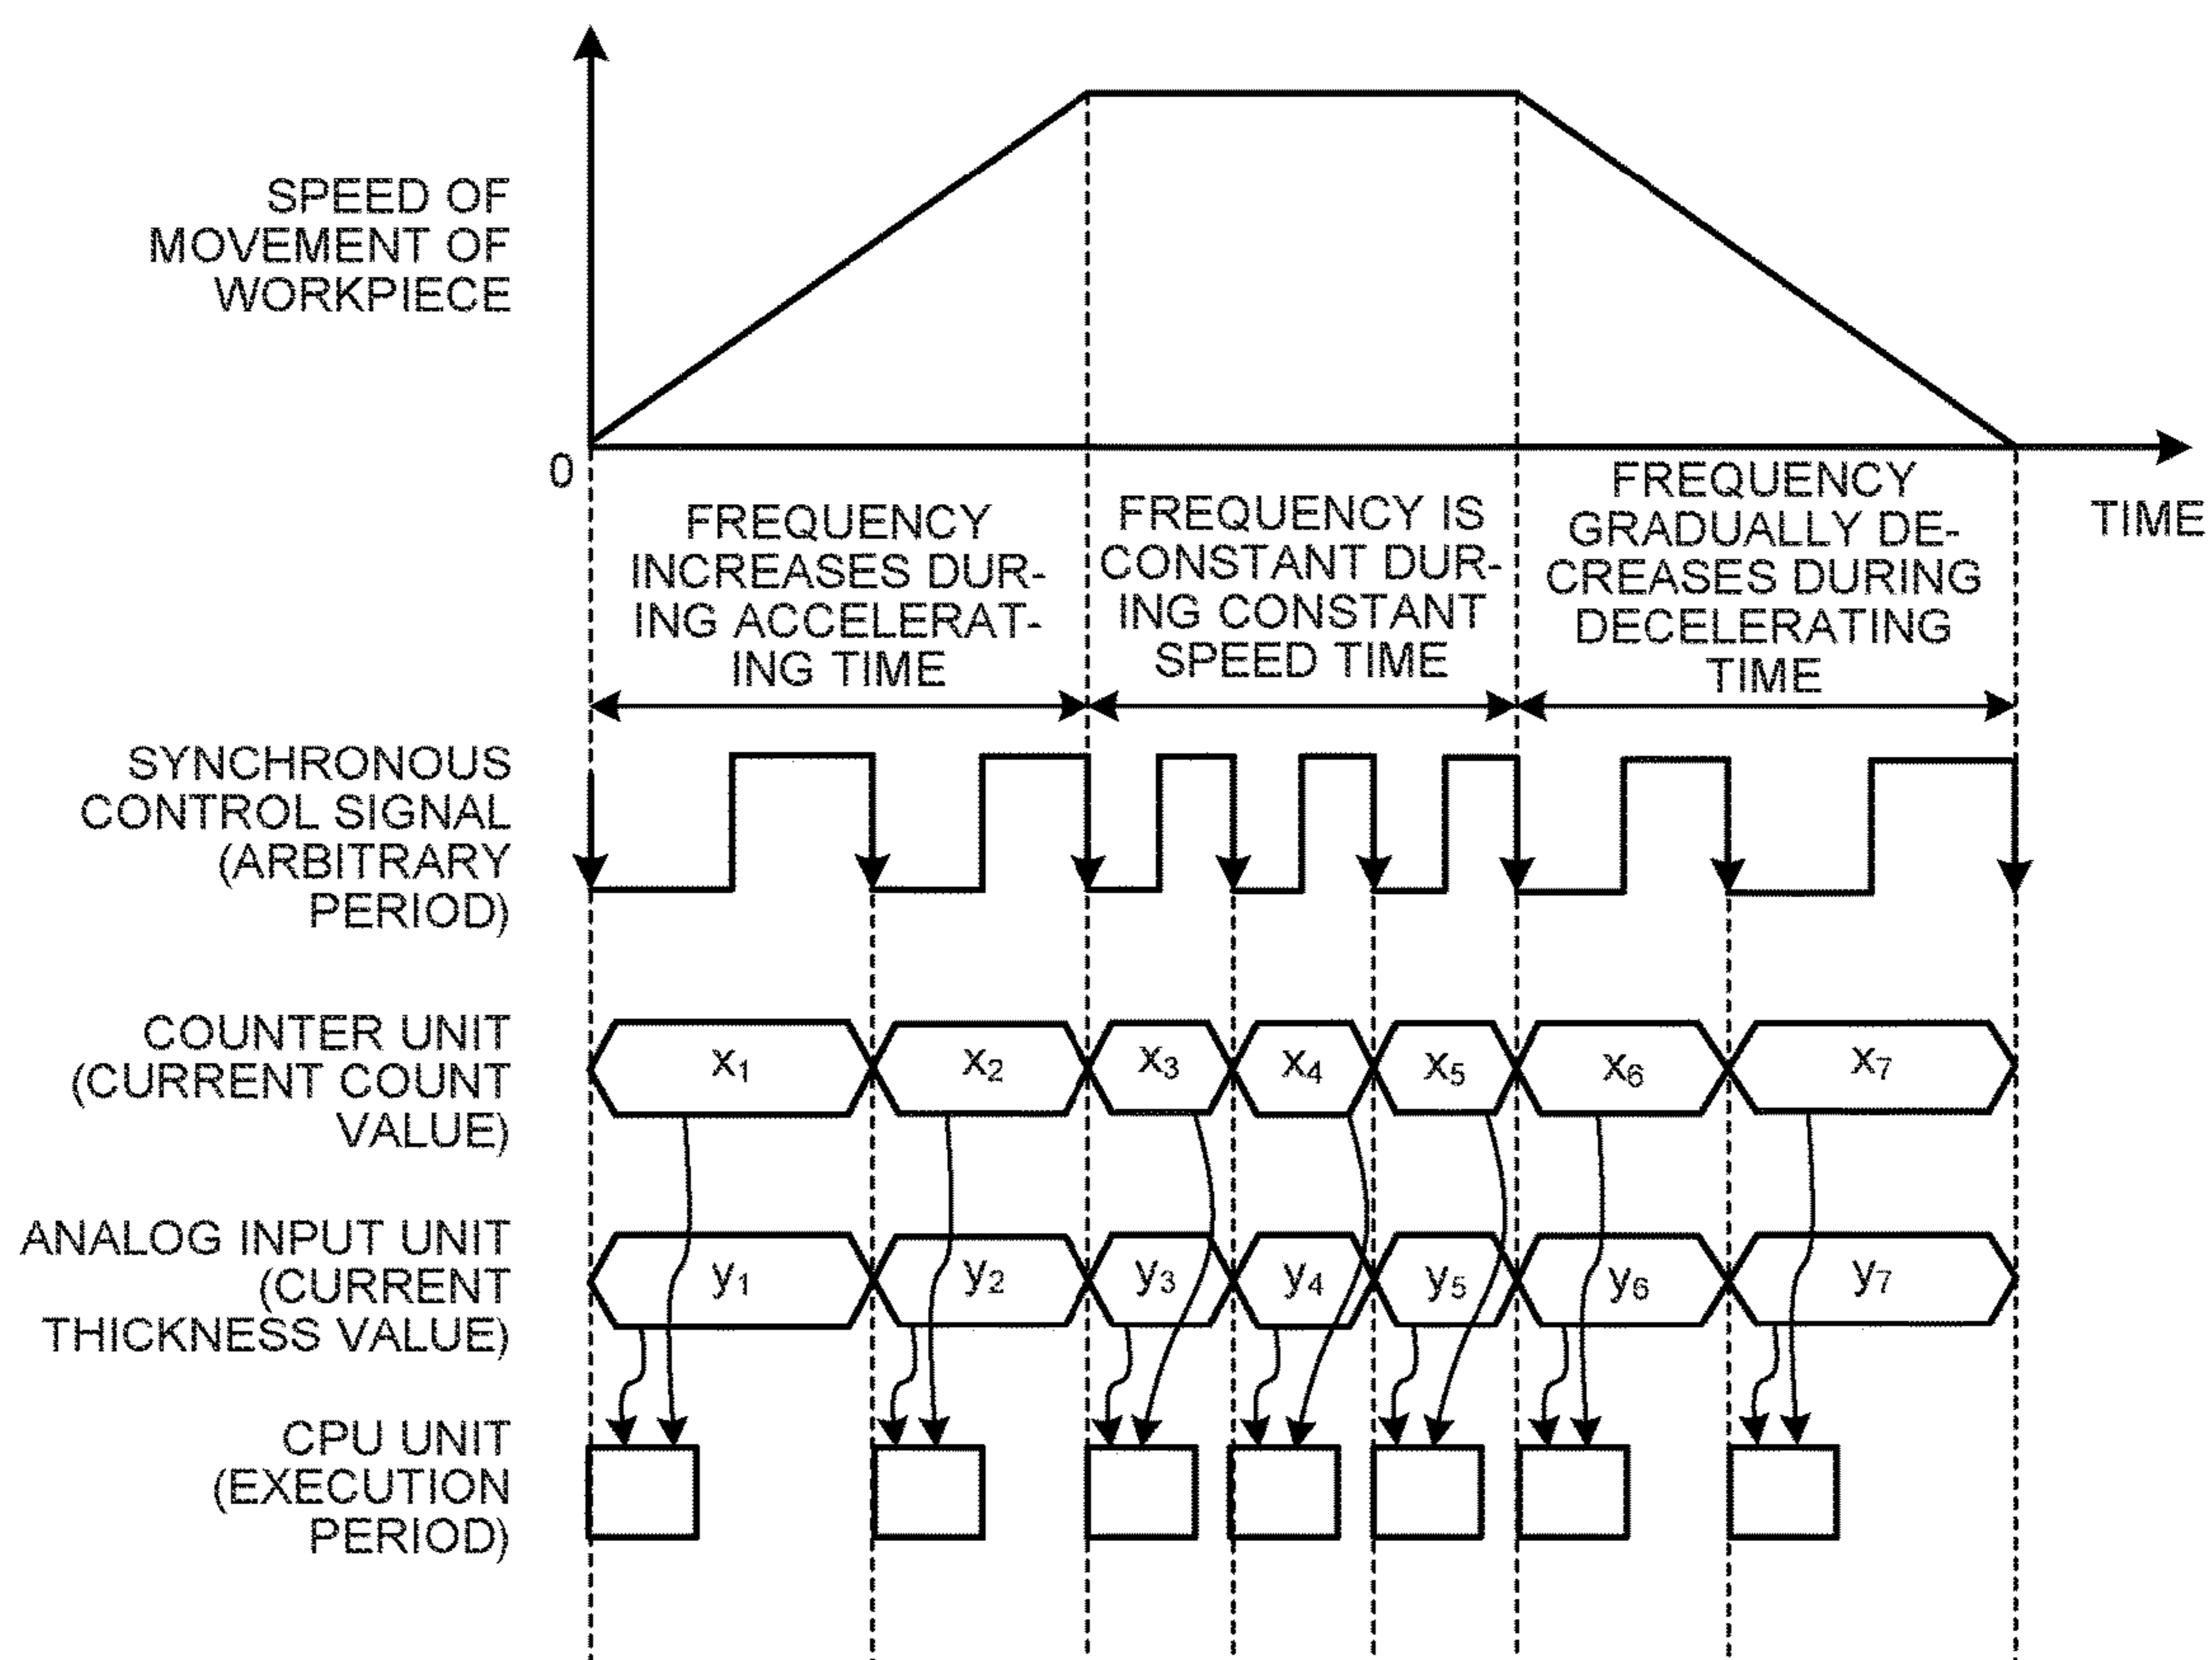 SPEED OF
MOVEMENT OF
WORKPIECE
0
TIME
FREQUENCY
INCREASES DUR-
ING ACCELERAT-
ING TIME
FREQUENCY IS
CONSTANT DUR-
ING CONSTANT
SPEED TIME
FREQUENCY
GRADUALLY DE-
CREASES DURING
DECELERATING
TIME
SYNCHRONOUS
CONTROL SIGNAL
(ARBITRARY
PERIOD)
COUNTER UNIT
(CURRENT COUNT
VALUE)
x₁ x₂ x₃ x₄ x₅ x₆ x₇
ANALOG INPUT UNIT
(CURRENT
THICKNESS VALUE)
y₁ y₂ y₃ y₄ y₅ y₆ y₇
CPU UNIT
(EXECUTION
PERIOD)